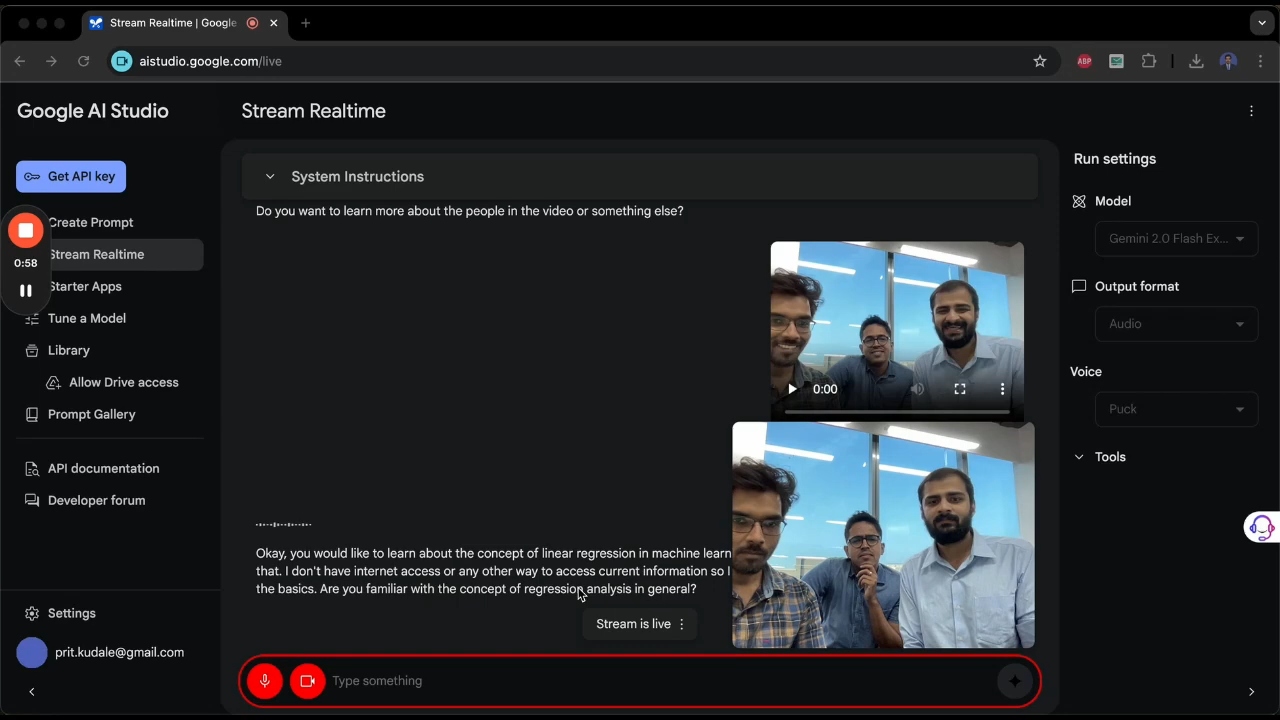 Stream Realtime | Google
aistudio.google.com/live
ABP
Google AI Studio
Stream Realtime
Get API key
System Instructions
Create Prompt
Stream Realtime
0:58
Starter Apps
Tune a Model
Library
Allow Drive access
Prompt Gallery
API documentation
Developer forum
Settings
prit.kudale@gmail.com
Do you want to learn more about the people in the video or something else?
0:00
Okay, you would like to learn about the concept of linear regression in machine learn
that. I don't have internet access or any other way to access current information so I
the basics. Are you familiar with the concept of regression analysis in general?
Stream is live
Type something
Run settings
Model
Gemini 2.0 Flash Ex...
Output format
Audio
Voice
Puck
Tools